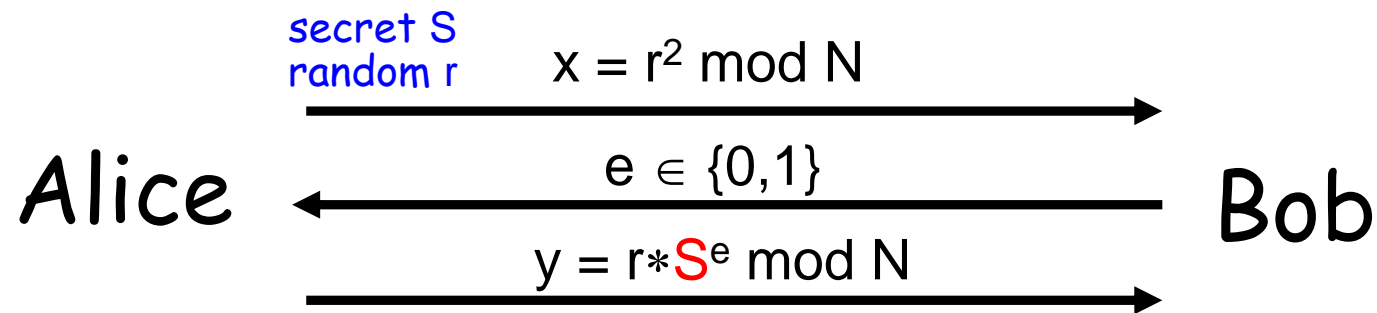 secret S
random r
x = r² mod N
Alice
e ∈ {0,1}
Bob
y = r*Sᵉ mod N